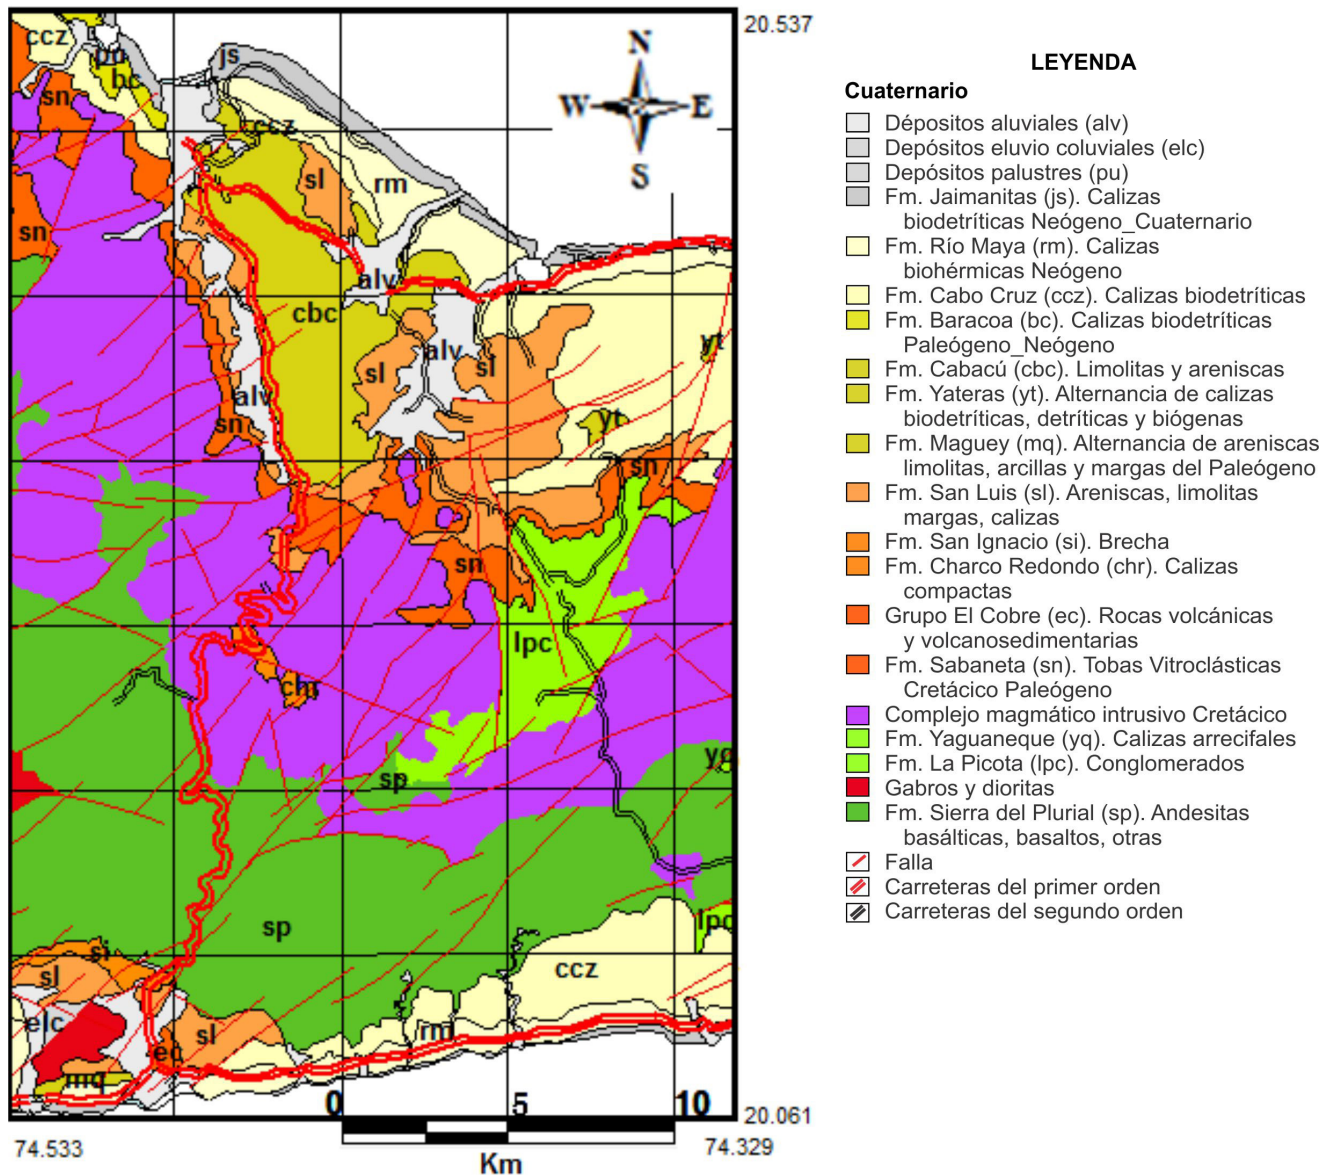 20.537
ccz
pu
js
bc
N
sn
W
E
ccz
S
sl
rm
sn
alv
cbc
alv
yt
sl
sl
alv
yt
sn
sn
sn
lpc
chr
yq
sp
lpc
sp
si
sl
ccz
elc
rm
sl
ec
mq
0
5
10
20.061
74.533
74.329
Km
LEYENDA
Cuaternario
Dépositos aluviales (alv)
Depósitos eluvio coluviales (elc)
Depósitos palustres (pu)
Fm. Jaimanitas (js). Calizas
biodetríticas Neógeno_Cuaternario
Fm. Río Maya (rm). Calizas
biohérmicas Neógeno
Fm. Cabo Cruz (ccz). Calizas biodetríticas
Fm. Baracoa (bc). Calizas biodetríticas
Paleógeno_Neógeno
Fm. Cabacú (cbc). Limolitas y areniscas
Fm. Yateras (yt). Alternancia de calizas
biodetríticas, detríticas y biógenas
Fm. Maguey (mq). Alternancia de areniscas
limolitas, arcillas y margas del Paleógeno
Fm. San Luis (sl). Areniscas, limolitas
margas, calizas
Fm. San Ignacio (si). Brecha
Fm. Charco Redondo (chr). Calizas
compactas
Grupo El Cobre (ec). Rocas volcánicas
y volcanosedimentarias
Fm. Sabaneta (sn). Tobas Vitroclásticas
Cretácico Paleógeno
Complejo magmático intrusivo Cretácico
Fm. Yaguaneque (yq). Calizas arrecifales
Fm. La Picota (lpc). Conglomerados
Gabros y dioritas
Fm. Sierra del Plurial (sp). Andesitas
basálticas, basaltos, otras
Falla
Carreteras del primer orden
Carreteras del segundo orden